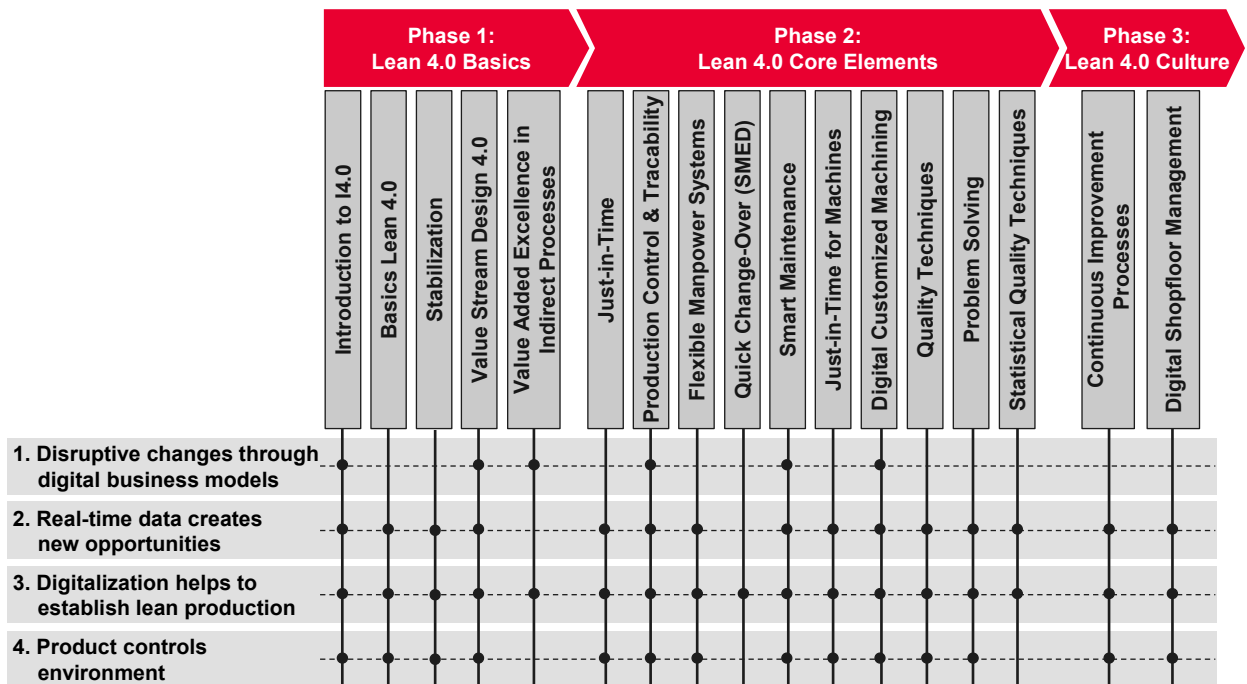 Phase 1:
Lean 4.0 Basics
Phase 2:
Lean 4.0 Core Elements
Phase 3:
Lean 4.0 Culture
Introduction to I4.0
Basics Lean 4.0
Stabilization
Value Stream Design 4.0
Value Added Excellence in
Indirect Processes
Just-in-Time
Production Control & Tracability
Flexible Manpower Systems
Quick Change-Over (SMED)
Smart Maintenance
Just-in-Time for Machines
Digital Customized Machining
Quality Techniques
Problem Solving
Statistical Quality Techniques
Continuous Improvement
Processes
Digital Shopfloor Management
1. Disruptive changes through
digital business models
2. Real-time data creates
new opportunities
3. Digitalization helps to
establish lean production
4. Product controls
environment